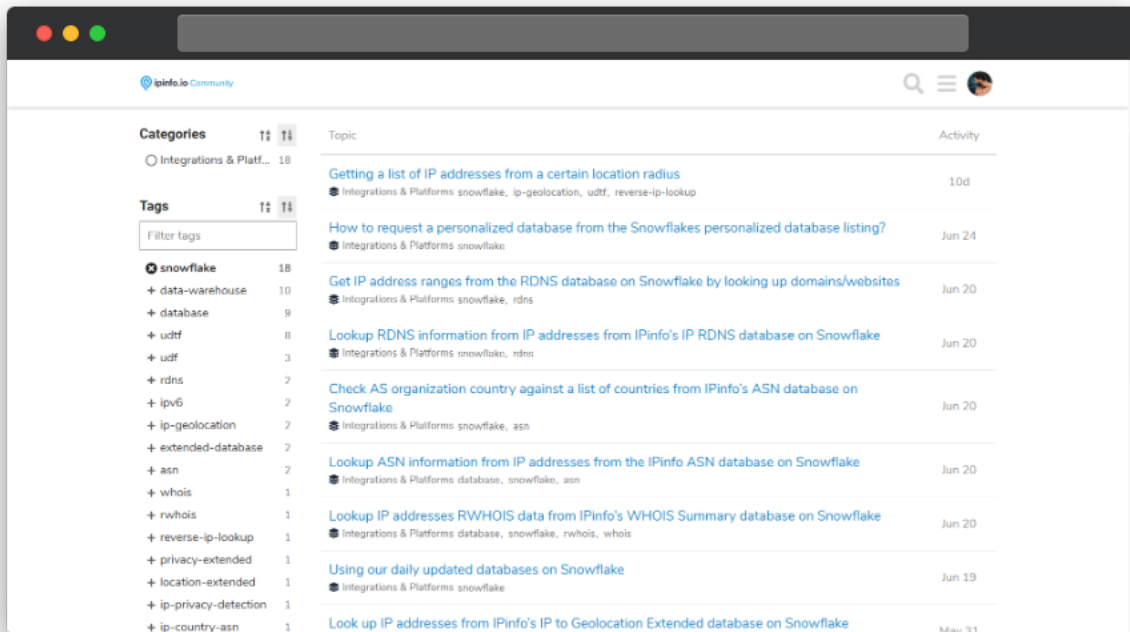 ipinfo.io Community
Categories
Integrations & Platf... 18
Tags
Filter tags
snowflake 18
+ data-warehouse 10
+ database 9
+ udtf 8
+ udf 3
+ rdns 2
+ ipv6 2
+ ip-geolocation 2
+ extended-database 2
+ asn 2
+ whois 1
+ rwhois 1
+ reverse-ip-lookup 1
+ privacy-extended 1
+ location-extended 1
+ ip-privacy-detection 1
+ ip-country-asn 1
Topic Activity
Getting a list of IP addresses from a certain location radius 10d
Integrations & Platforms snowflake, ip-geolocation, udtf, reverse-ip-lookup
How to request a personalized database from the Snowflakes personalized database listing? Jun 24
Integrations & Platforms snowflake
Get IP address ranges from the RDNS database on Snowflake by looking up domains/websites Jun 20
Integrations & Platforms snowflake, rdns
Lookup RDNS information from IP addresses from IPinfo's IP RDNS database on Snowflake Jun 20
Integrations & Platforms snowflake, rdns
Check AS organization country against a list of countries from IPinfo's ASN database on
Snowflake Jun 20
Integrations & Platforms snowflake, asn
Lookup ASN information from IP addresses from the IPinfo ASN database on Snowflake Jun 20
Integrations & Platforms database, snowflake, asn
Lookup IP addresses RWHOIS data from IPinfo's WHOIS Summary database on Snowflake Jun 20
Integrations & Platforms database, snowflake, rwhois, whois
Using our daily updated databases on Snowflake Jun 19
Integrations & Platforms snowflake
Look up IP addresses from IPinfo's IP to Geolocation Extended database on Snowflake May 31